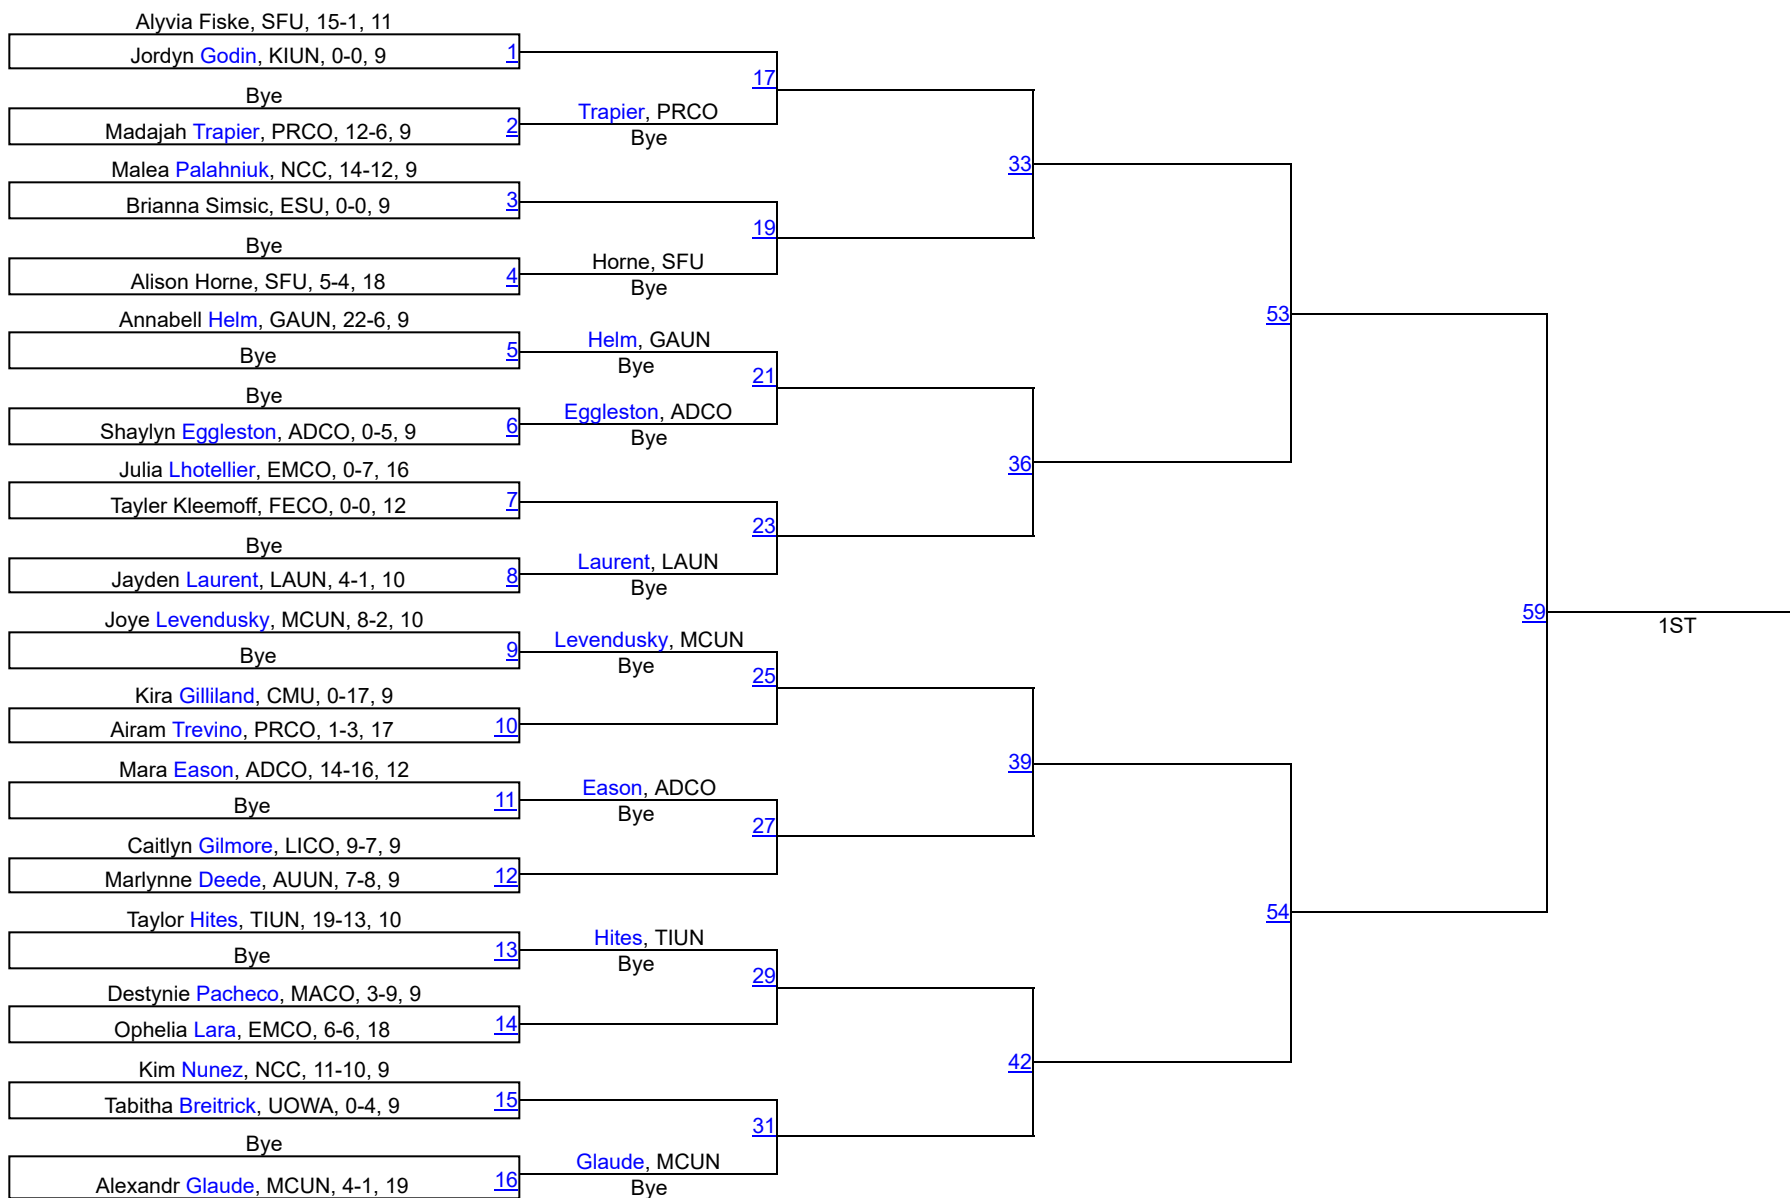 Alyvia Fiske, SFU, 15-1, 11
Jordyn Godin, KIUN, 0-0, 9
1
17
Bye
Madajah Trapier, PRCO, 12-6, 9
2
Trapier, PRCO
Bye
33
Malea Palahniuk, NCC, 14-12, 9
Brianna Simsic, ESU, 0-0, 9
3
19
Bye
Alison Horne, SFU, 5-4, 18
4
Horne, SFU
Bye
53
Annabell Helm, GAUN, 22-6, 9
Bye
5
Helm, GAUN
Bye
21
Bye
Shaylyn Eggleston, ADCO, 0-5, 9
6
Eggleston, ADCO
Bye
36
Julia Lhotellier, EMCO, 0-7, 16
Tayler Kleemoff, FECO, 0-0, 12
7
23
Bye
Jayden Laurent, LAUN, 4-1, 10
8
Laurent, LAUN
Bye
59
1ST
Joye Levendusky, MCUN, 8-2, 10
Bye
9
Levendusky, MCUN
Bye
25
Kira Gilliland, CMU, 0-17, 9
Airam Trevino, PRCO, 1-3, 17
10
39
Mara Eason, ADCO, 14-16, 12
Bye
11
Eason, ADCO
Bye
27
Caitlyn Gilmore, LICO, 9-7, 9
Marlynne Deede, AUUN, 7-8, 9
12
54
Taylor Hites, TIUN, 19-13, 10
Bye
13
Hites, TIUN
Bye
29
Destynie Pacheco, MACO, 3-9, 9
Ophelia Lara, EMCO, 6-6, 18
14
42
Kim Nunez, NCC, 11-10, 9
Tabitha Breitrick, UOWA, 0-4, 9
15
31
Bye
Alexandr Glaude, MCUN, 4-1, 19
16
Glaude, MCUN
Bye